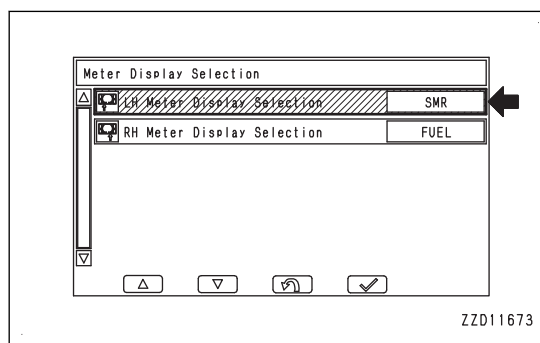 Meter Display Selection
LH Meter Display Selection SMR
RH Meter Display Selection FUEL
ZZD11673